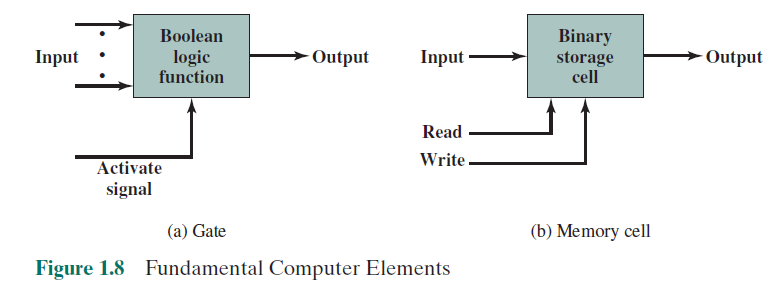 Input
Boolean
logic
function
Output
Activate
signal
(a) Gate
Input
Binary
storage
cell
Output
Read
Write
(b) Memory cell
Figure 1.8 Fundamental Computer Elements